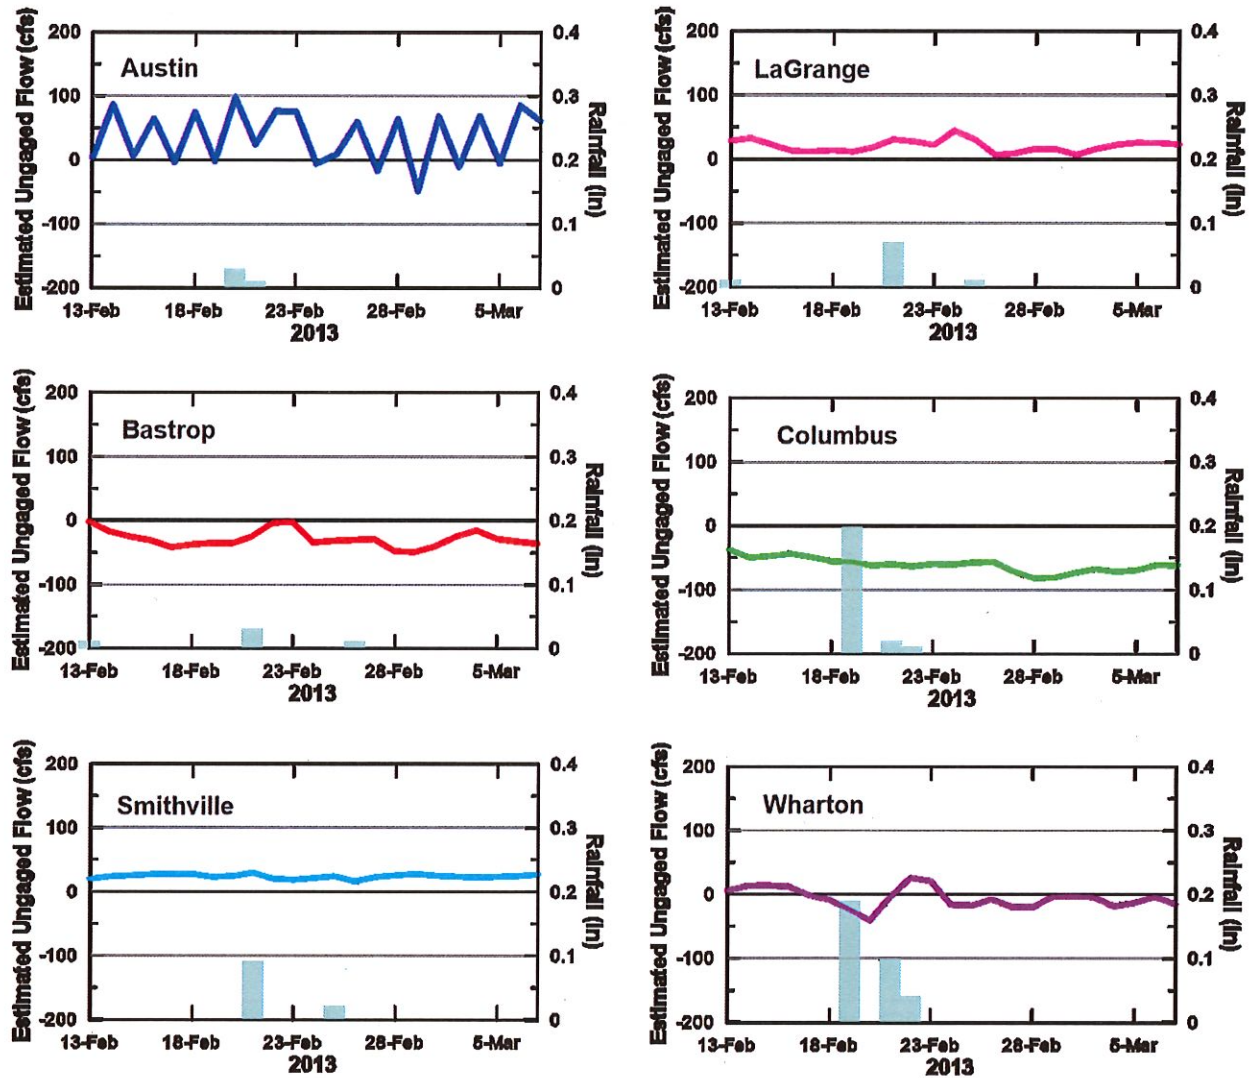 Estimated Ungaged Flow (cfs)
200
100
0
-100
-200
Austin
0.4
0.3
0.2
0.1
0
Rainfall (in)
13-Feb 18-Feb 23-Feb 28-Feb 5-Mar
2013
Estimated Ungaged Flow (cfs)
200
100
0
-100
-200
LaGrange
0.4
0.3
0.2
0.1
0
Rainfall (in)
13-Feb 18-Feb 23-Feb 28-Feb 5-Mar
2013
Estimated Ungaged Flow (cfs)
200
100
0
-100
-200
Bastrop
0.4
0.3
0.2
0.1
0
Rainfall (in)
13-Feb 18-Feb 23-Feb 28-Feb 5-Mar
2013
Estimated Ungaged Flow (cfs)
200
100
0
-100
-200
Columbus
0.4
0.3
0.2
0.1
0
Rainfall (in)
13-Feb 18-Feb 23-Feb 28-Feb 5-Mar
2013
Estimated Ungaged Flow (cfs)
200
100
0
-100
-200
Smithville
0.4
0.3
0.2
0.1
0
Rainfall (in)
13-Feb 18-Feb 23-Feb 28-Feb 5-Mar
2013
Estimated Ungaged Flow (cfs)
200
100
0
-100
-200
Wharton
0.4
0.3
0.2
0.1
0
Rainfall (in)
13-Feb 18-Feb 23-Feb 28-Feb 5-Mar
2013